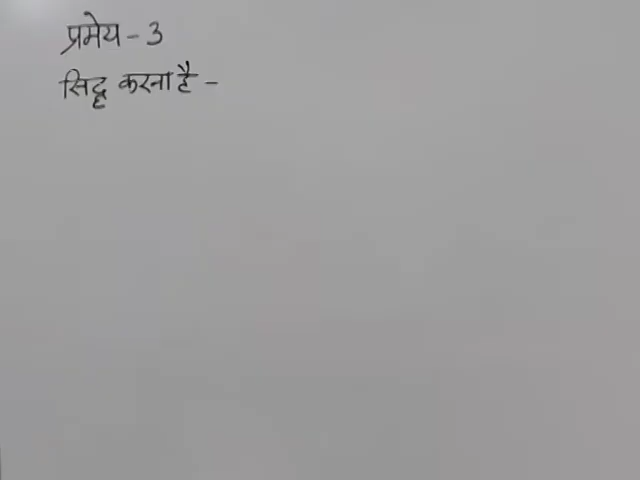 प्रमेय - 3
सिद्ध करना है -